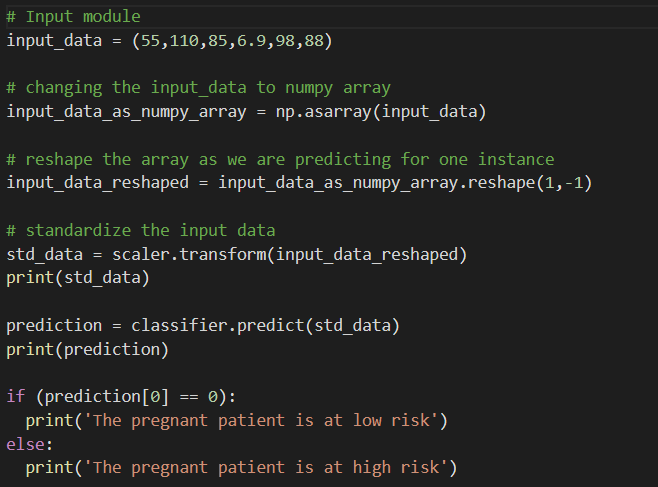 # Input module
input_data = (55,110,85,6.9,98,88)
# changing the input_data to numpy array
input_data_as_numpy_array = np.asarray(input_data)
# reshape the array as we are predicting for one instance
input_data_reshaped = input_data_as_numpy_array.reshape(1,-1)
# standardize the input data
std_data = scaler.transform(input_data_reshaped)
print(std_data)
prediction = classifier.predict(std_data)
print(prediction)
if (prediction[0] == 0):
  print('The pregnant patient is at low risk')
else:
  print('The pregnant patient is at high risk')